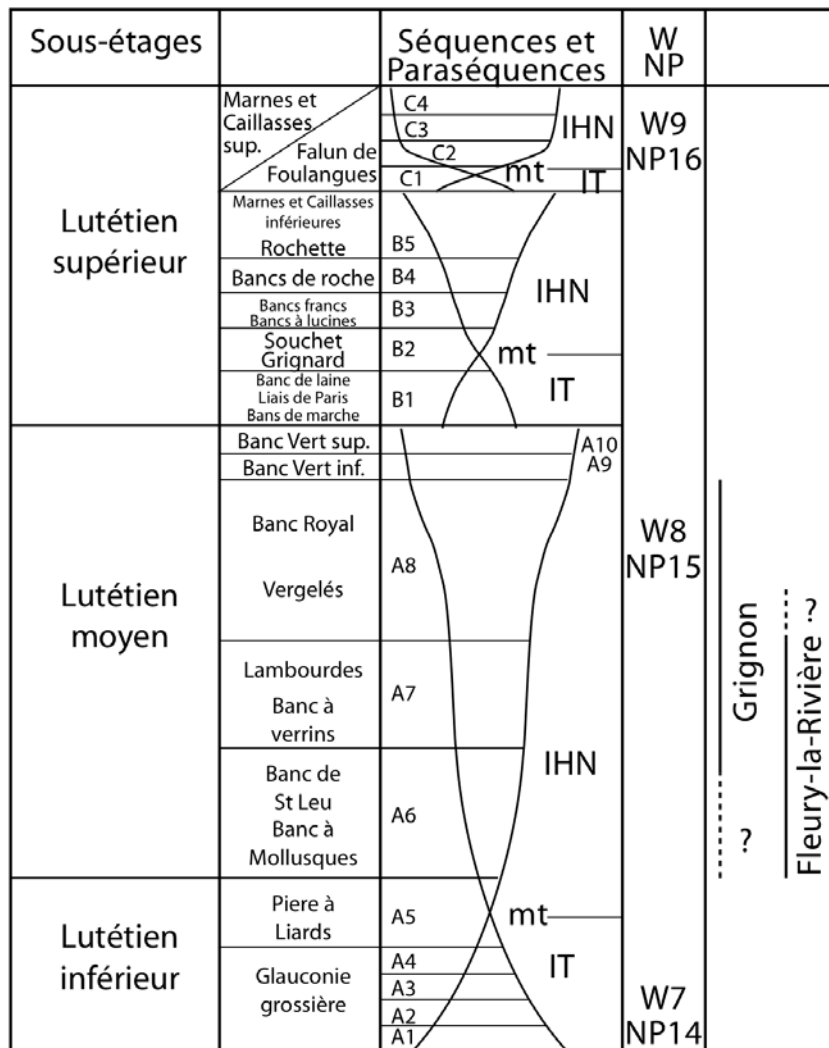 Sous-étages
Séquences et
Paraséquences
W
NP
Marnes et
Caillasses
sup.
Falun de
Foulangues
C4
C3
C2
C1
IHN
mt
IT
W9
NP16
Lutétien
supérieur
Marnes et Caillasses
inférieures
Rochette
B5
Bancs de roche
B4
Bancs francs
Bancs à lucines
B3
Souchet
Grignard
B2
Banc de laine
Liais de Paris
Bans de marche
B1
IHN
mt
IT
Lutétien
moyen
Banc Vert sup.
A10
Banc Vert inf.
A9
Banc Royal
Vergelés
A8
Lambourdes
Banc à
verrins
A7
Banc de
St Leu
Banc à
Mollusques
A6
IHN
W8
NP15
Lutétien
inférieur
Piere à
Liards
A5
mt
IT
Glauconie
grossière
A4
A3
A2
A1
W7
NP14
Grignon
?
Fleury-la-Rivière
?